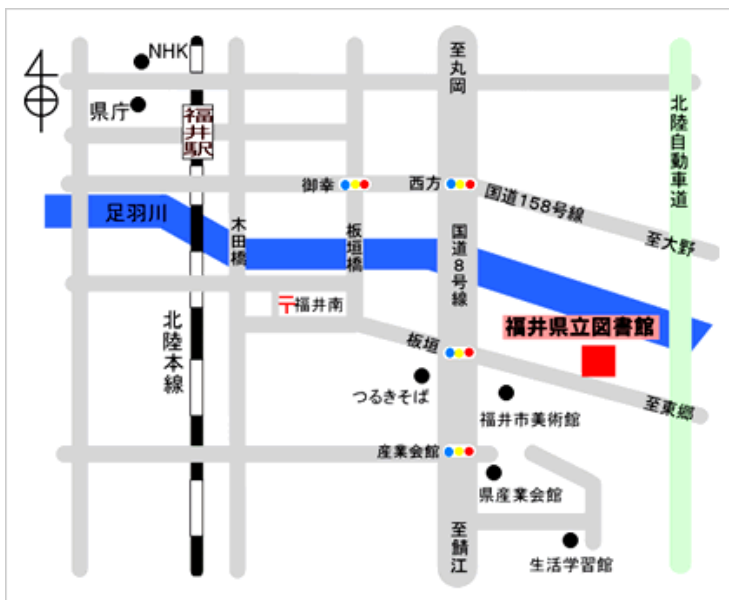 NHK
至丸岡
県庁
福井駅
北陸自動車道
御幸
西方
国道158号線
足羽川
木田橋
板垣橋
国道8号線
至大野
〒福井南
福井県立図書館
北陸本線
板垣
つるきそば
福井市美術館
至東郷
産業会館
県産業会館
至鯖江
生活学習館